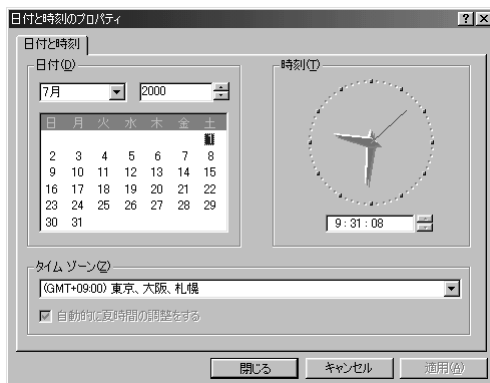 日付と時刻のプロパティ
? ×
日付と時刻
日付(D)
7月
2000
日 月 火 水 木 金 土
1
2 3 4 5 6 7 8
9 10 11 12 13 14 15
16 17 18 19 20 21 22
23 24 25 26 27 28 29
30 31
時刻(T)
9:31:08
タイム ゾーン(Z)
(GMT+09:00) 東京、大阪、札幌
自動的に夏時間の調整をする
閉じる
キャンセル
適用(A)